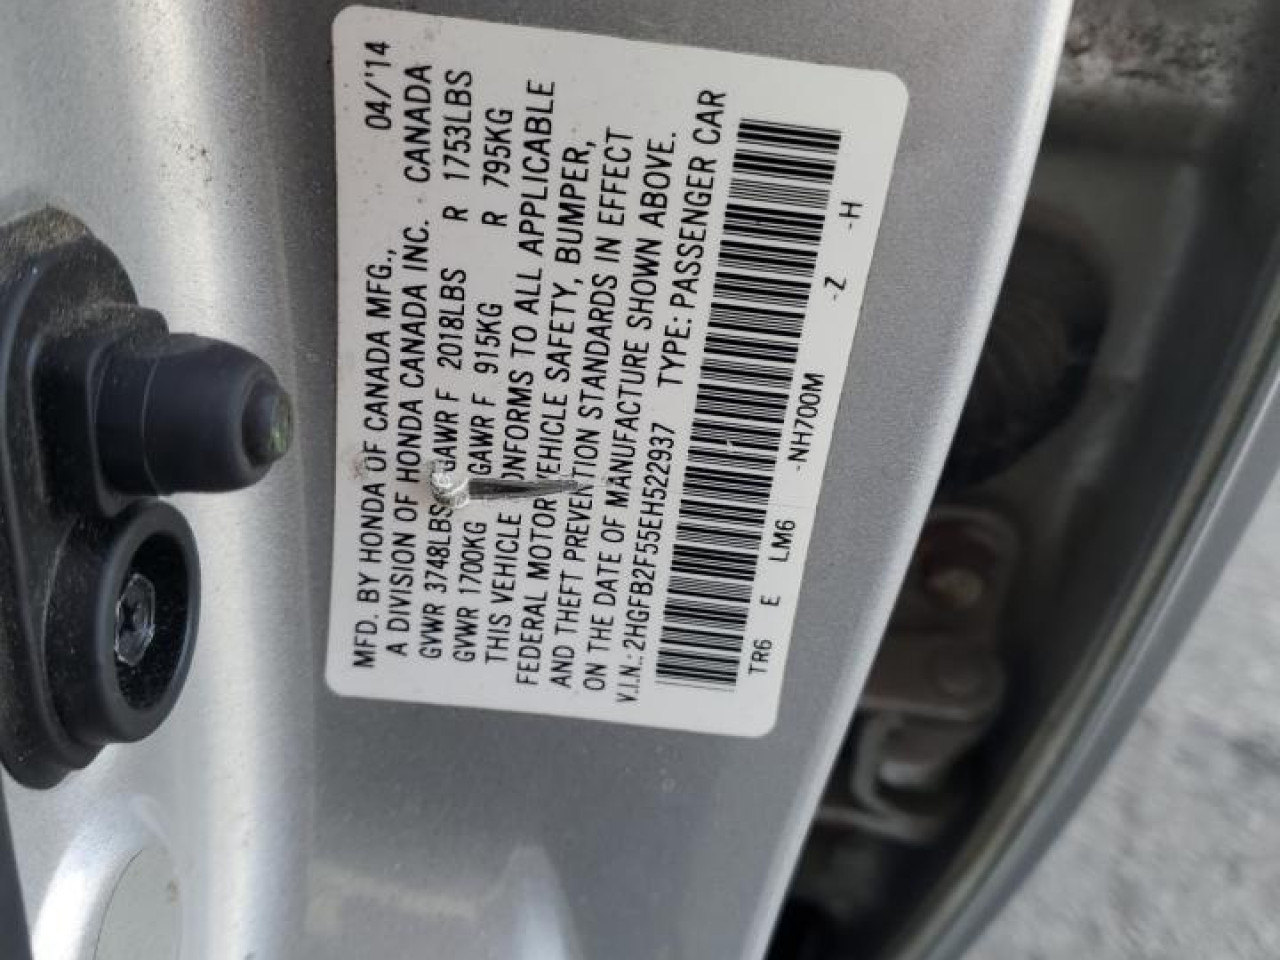 MFD. BY HONDA OF CANADA MFG., 04/'14
A DIVISION OF HONDA CANADA INC. CANADA
GVWR 3748LBS GAWR F 2018LBS R 1753LBS
GVWR 1700KG GAWR F 915KG R 795KG
THIS VEHICLE ONFORMS TO ALL APPLICABLE
FEDERAL MOTOR VEHICLE SAFETY, BUMPER,
AND THEFT PREVENTION STANDARDS IN EFFECT
ON THE DATE OF MANUFACTURE SHOWN ABOVE.
V.I.N.: 2HGFB2F55EH522937 TYPE: PASSENGER CAR
TR6 E LM6 -NH700M -Z -H